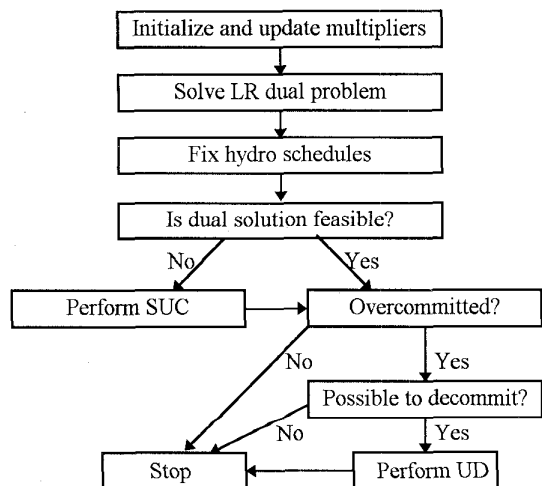 Initialize and update multipliers
Solve LR dual problem
Fix hydro schedules
Is dual solution feasible?
No
Yes
Perform SUC
Overcommitted?
No
Yes
Possible to decommit?
No
Yes
Stop
Perform UD